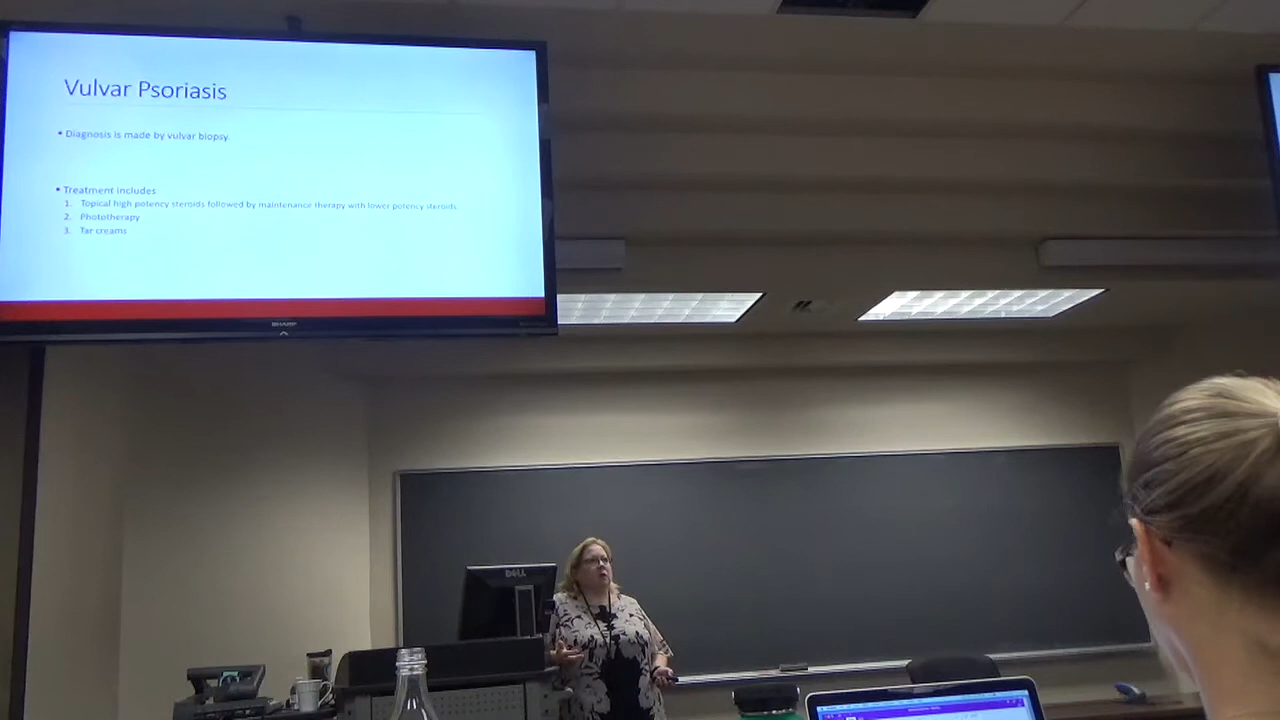 Vulvar Psoriasis
▪ Diagnosis is made by vulvar biopsy.
▪ Treatment includes
1. Topical high potency steroids followed by maintenance therapy with lower potency steroids.
2. Phototherapy
3. Tar creams
SHARP
DELL